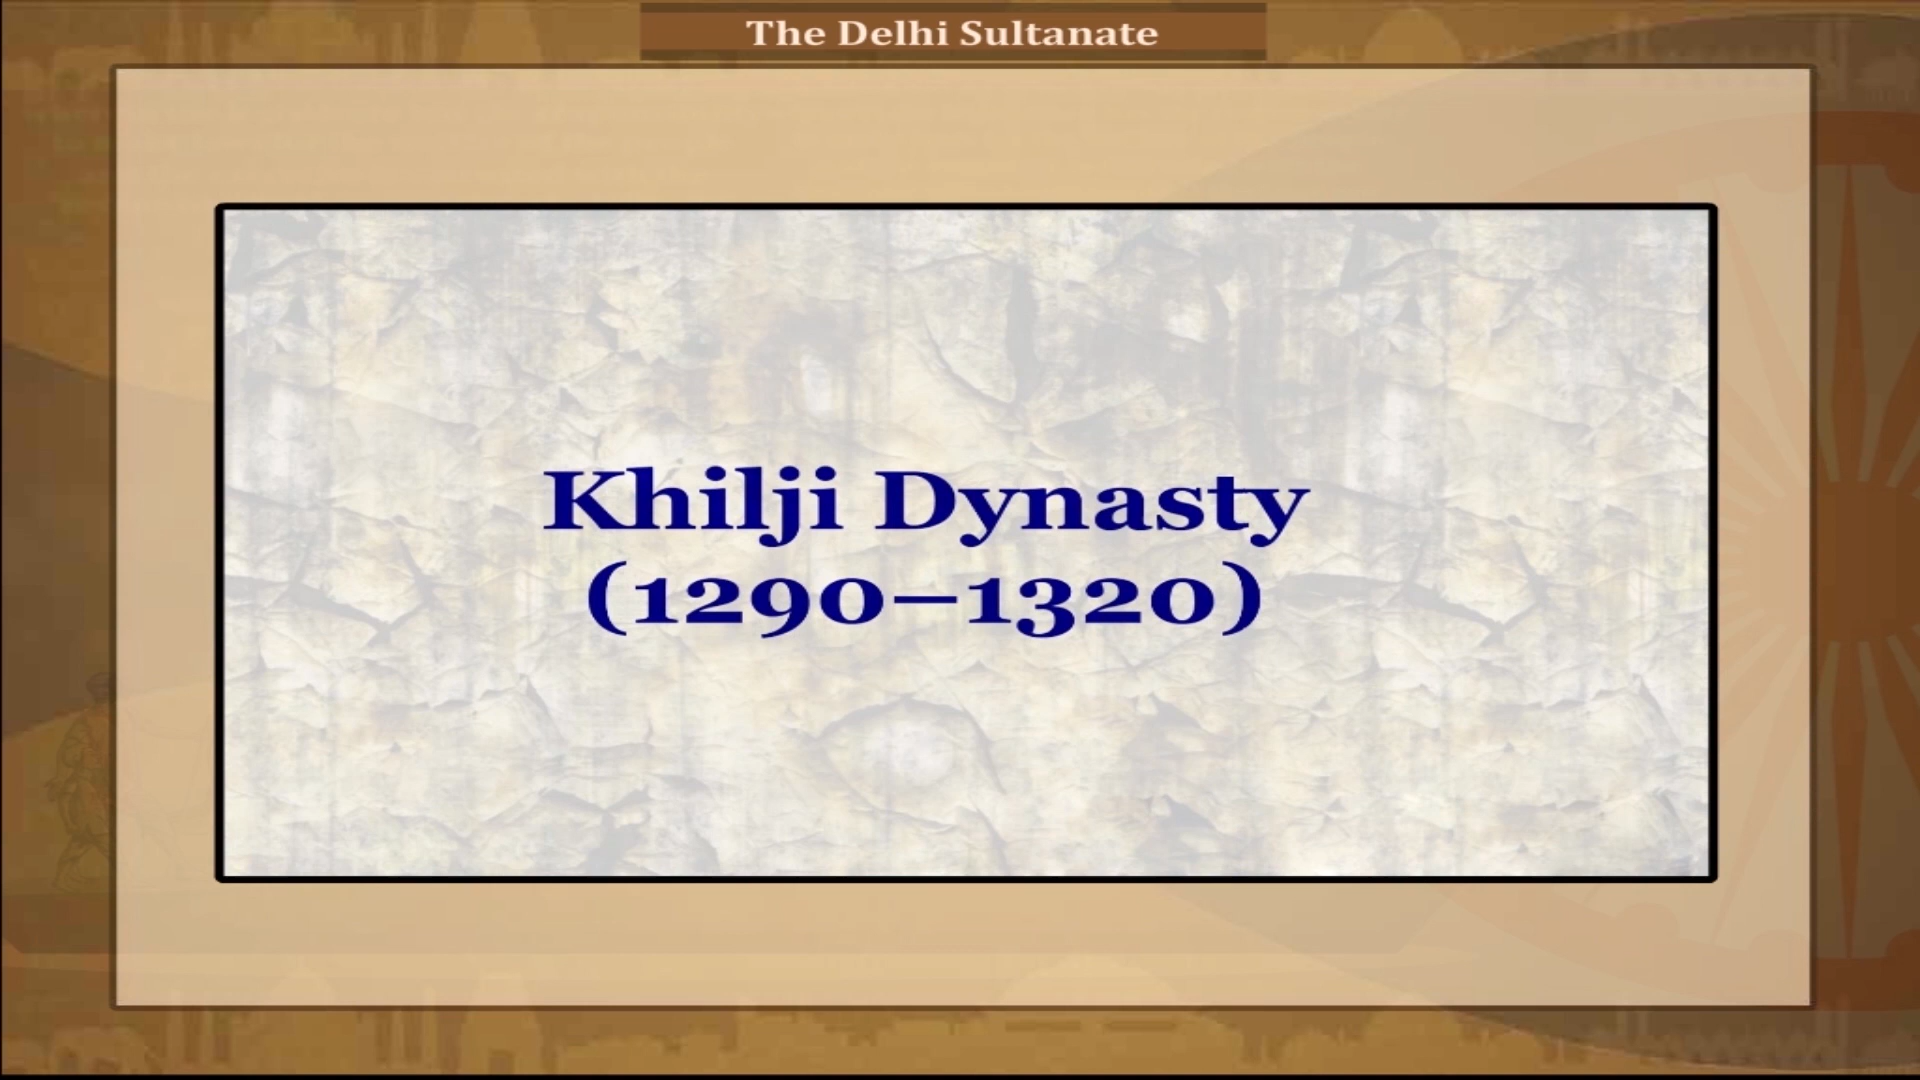 The Delhi Sultanate
Khilji Dynasty
(1290–1320)